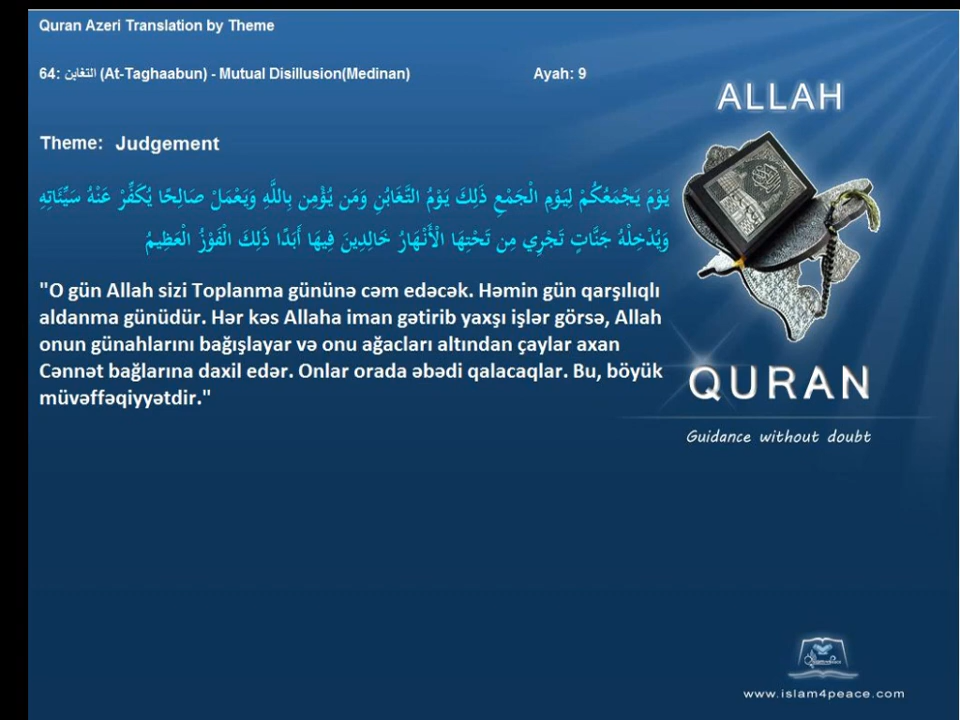 Quran Azeri Translation by Theme
64: التغابن (At-Taghaabun) - Mutual Disillusion(Medinan) Ayah: 9
Theme: Judgement
يَوْمَ يَجْمَعُكُمْ لِيَوْمِ الْجَمْعِ ذَلِكَ يَوْمُ التَّغَابُنِ وَمَن يُؤْمِن بِاللَّهِ وَيَعْمَلْ صَالِحًا يُكَفِّرْ عَنْهُ سَيِّئَاتِهِ
وَيُدْخِلْهُ جَنَّاتٍ تَجْرِي مِن تَحْتِهَا الْأَنْهَارُ خَالِدِينَ فِيهَا أَبَدًا ذَلِكَ الْفَوْزُ الْعَظِيمُ
"O gün Allah sizi Toplanma gününə cəm edəcək. Həmin gün qarşılıqlı
aldanma günüdür. Hər kəs Allaha iman gətirib yaxşı işlər görsə, Allah
onun günahlarını bağışlayar və onu ağacları altından çaylar axan
Cənnət bağlarına daxil edər. Onlar orada əbədi qalacaqlar. Bu, böyük
müvəffəqiyyətdir."
ALLAH
QURAN
Guidance without doubt
www.islam4peace.com